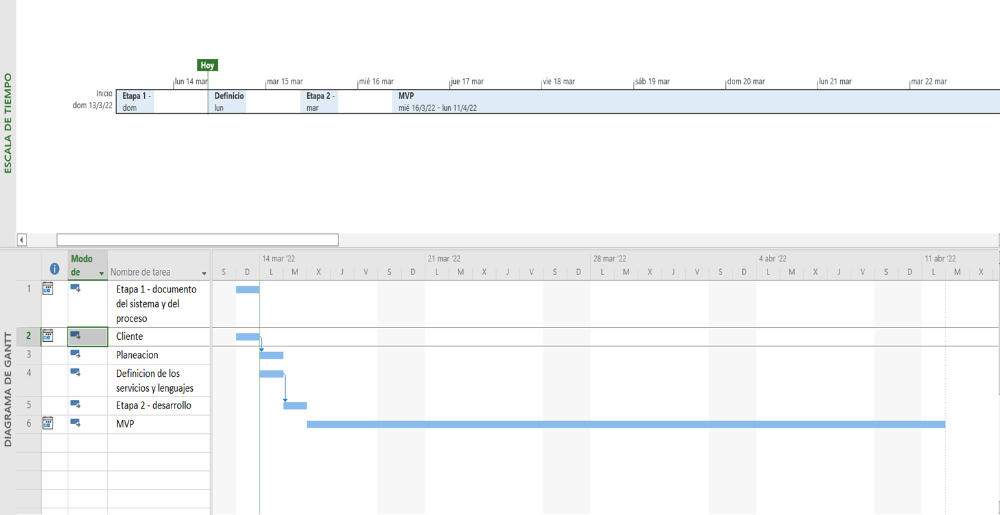 ESCALA DE TIEMPO
Hoy
lun 14 mar
mar 15 mar
mié 16 mar
jue 17 mar
vie 18 mar
sáb 19 mar
dom 20 mar
lun 21 mar
mar 22 mar
Inicio
dom 13/3/22
Etapa 1 -
dom
Definicio
lun
Etapa 2 -
mar
MVP
mié 16/3/22 - lun 11/4/22
DIAGRAMA DE GANTT
Modo
de
Nombre de tarea
14 mar '22
21 mar '22
28 mar '22
4 abr '22
11 abr '22
S D L M X J V S D L M X J V S D L M X J V S D L M X J V S D L M X
1 Etapa 1 - documento
del sistema y del
proceso
2 Cliente
3 Planeacion
4 Definicion de los
servicios y lenguajes
5 Etapa 2 - desarrollo
6 MVP